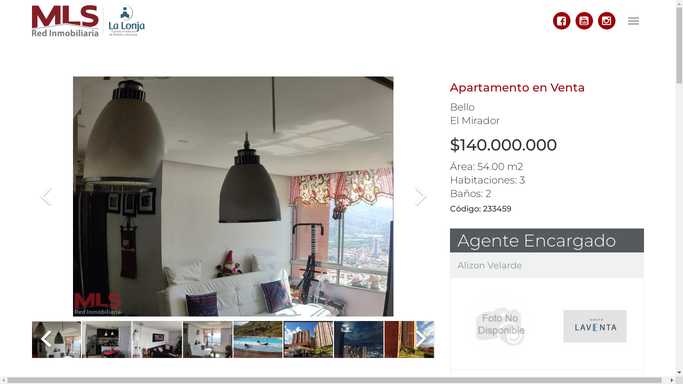 MLS
Red Inmobiliaria
La Lonja
Apartamento en Venta
Bello
El Mirador
$140.000.000
Área: 54.00 m2
Habitaciones: 3
Baños: 2
Código: 233459
MLS
Red Inmobiliaria
Agente Encargado
Alizon Velarde
Foto No
Disponible
LAVENTA